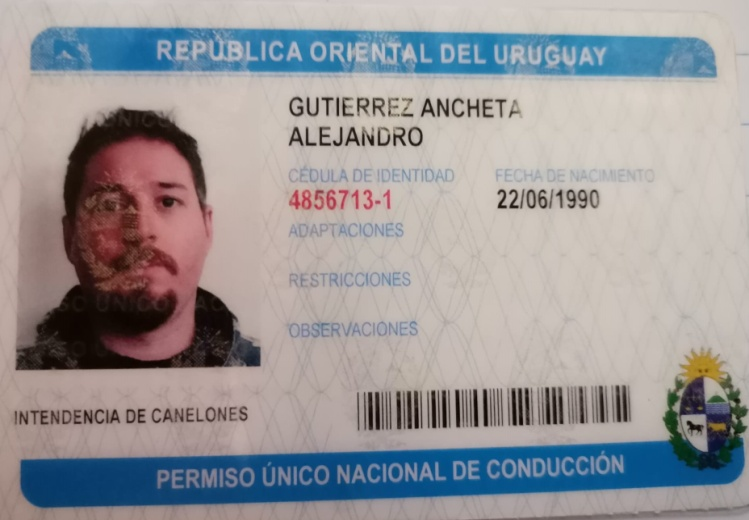 REPÚBLICA ORIENTAL DEL URUGUAY
GUTIERREZ ANCHETA
ALEJANDRO
CÉDULA DE IDENTIDAD FECHA DE NACIMIENTO
4856713-1 22/06/1990
ADAPTACIONES
RESTRICCIONES
OBSERVACIONES
INTENDENCIA DE CANELONES
PERMISO ÚNICO NACIONAL DE CONDUCCIÓN